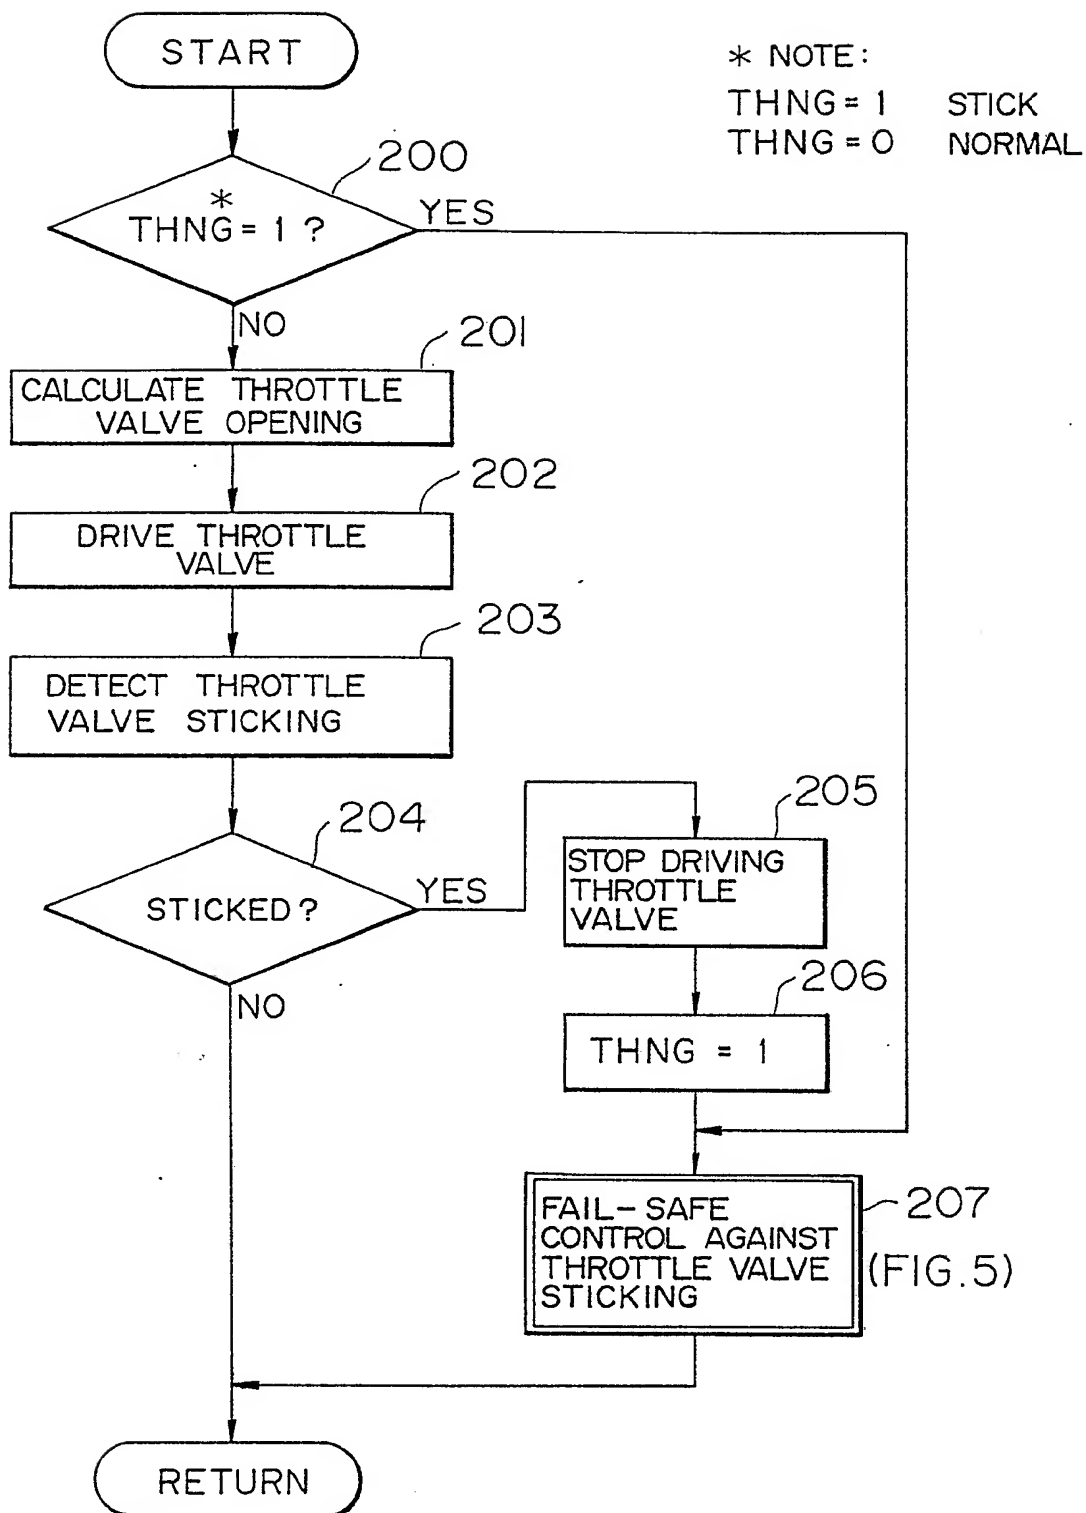 START
* NOTE:
THNG = 1 STICK
THNG = 0 NORMAL
200
*
THNG = 1 ?
YES
NO
201
CALCULATE THROTTLE
VALVE OPENING
202
DRIVE THROTTLE
VALVE
203
DETECT THROTTLE
VALVE STICKING
204
STICKED ?
YES
NO
205
STOP DRIVING
THROTTLE
VALVE
206
THNG = 1
207
FAIL-SAFE
CONTROL AGAINST
THROTTLE VALVE
STICKING
(FIG.5)
RETURN